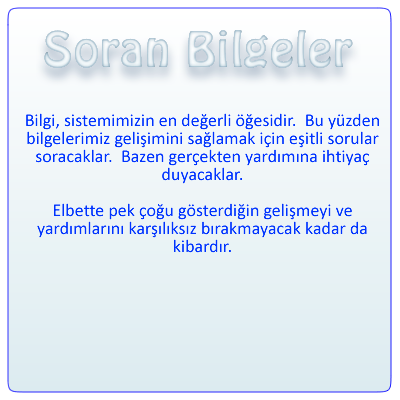 Soran Bilgeler
Bilgi, sistemimizin en değerli öğesidir.  Bu yüzden
bilgelerimiz gelişimini sağlamak için eşitli sorular
soracaklar.  Bazen gerçekten yardımına ihtiyaç
duyacaklar.
Elbette pek çoğu gösterdiğin gelişmeyi ve
yardımlarını karşılıksız bırakmayacak kadar da
kibardır.